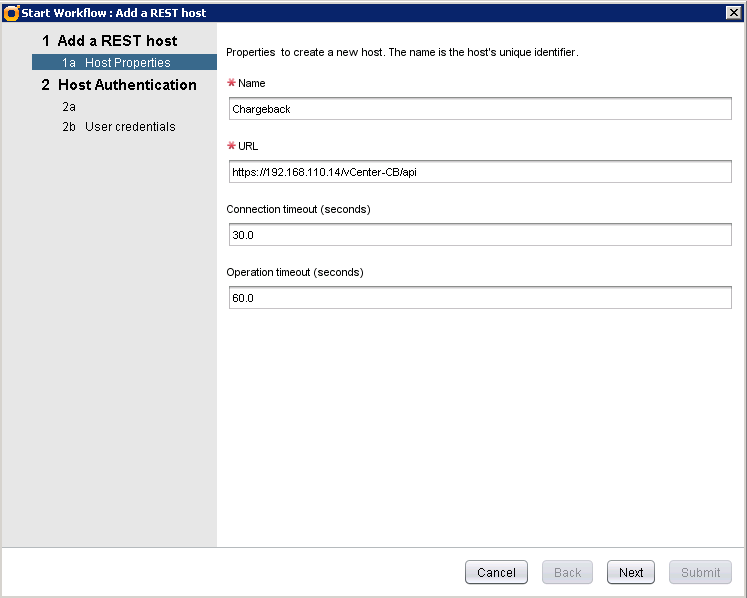 Start Workflow : Add a REST host
1 Add a REST host
1a Host Properties
2 Host Authentication
2a
2b User credentials
Properties to create a new host. The name is the host's unique identifier.
* Name
Chargeback
* URL
https://192.168.110.14/vCenter-CB/api
Connection timeout (seconds)
30.0
Operation timeout (seconds)
60.0
Cancel Back Next Submit